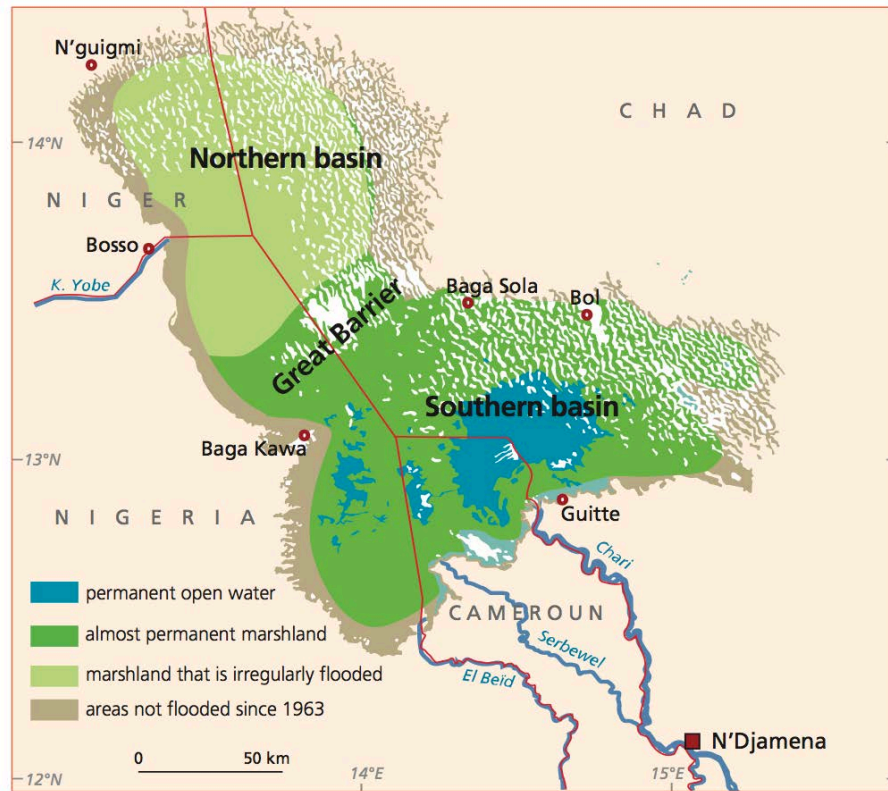 N'guigmi
CHAD
14°N
Northern basin
NIGER
Bosso
K. Yobe
Baga Sola
Bol
Great Barrier
Southern basin
Baga Kawa
13°N
Guitte
NIGERIA
Chari
permanent open water
almost permanent marshland
marshland that is irregularly flooded
areas not flooded since 1963
CAMEROUN
Serbewel
El Beïd
0 50 km
N'Djamena
12°N
14°E
15°E